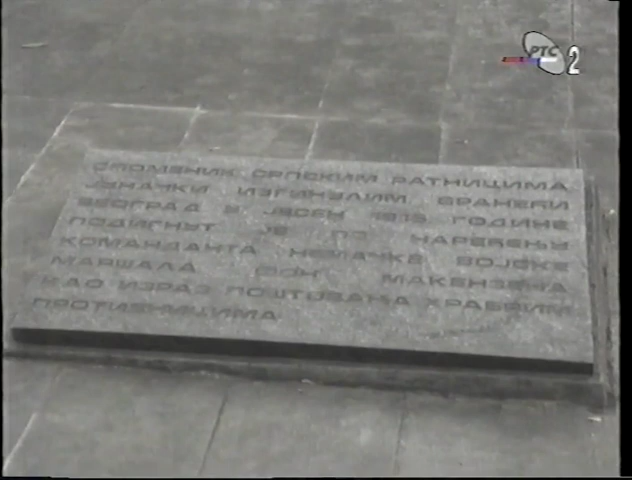 РТС 2
СПОМЕНИК СРПСКИМ РАТНИЦИМА
ЈУНАЧКИ ИЗГИНУЛИМ БРАНЕЋИ
БЕОГРАД У ЈЕСЕН 1915. ГОДИНЕ
ПОДИГНУТ ЈЕ ПО НАРЕЂЕЊУ
КОМАНДАНТА НЕМАЧКЕ ВОЈСКЕ
МАРШАЛА ФОН МАКЕНЗЕНА
КАО ИЗРАЗ ПОШТОВАЊА ХРАБРИМ
ПРОТИВНИЦИМА